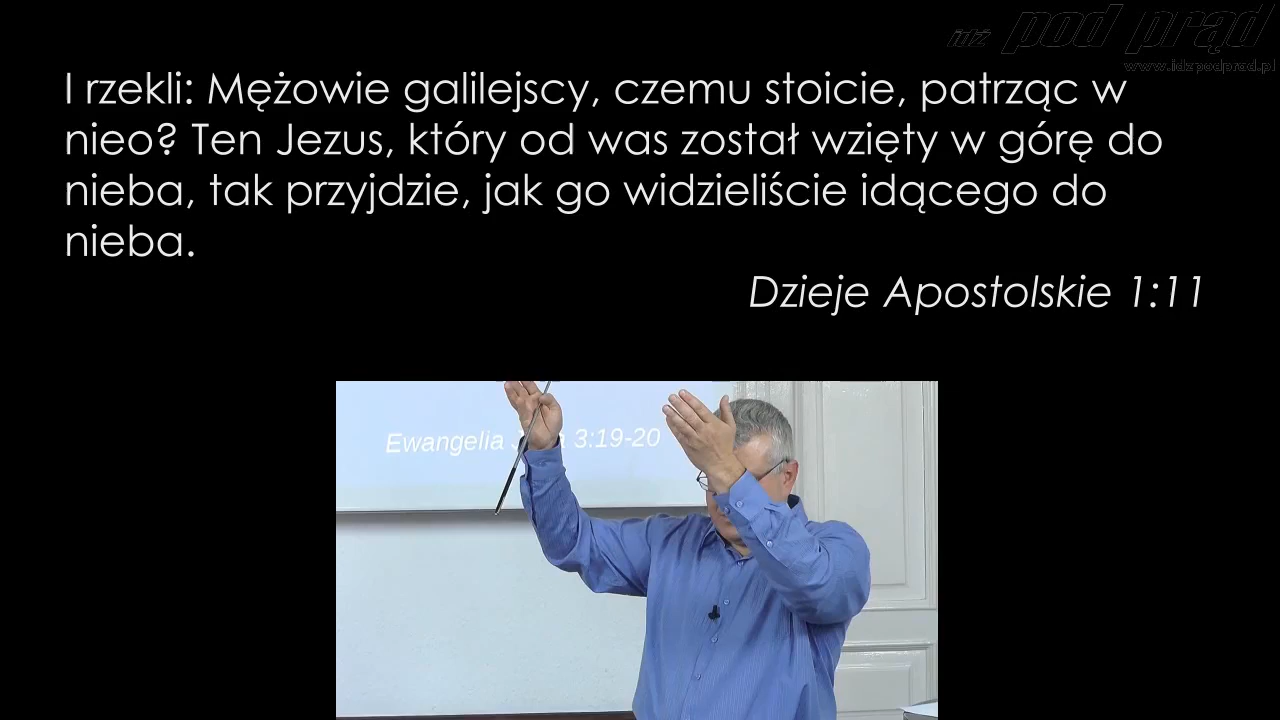 idź pod prąd
www.idzpodprad.pl
I rzekli: Mężowie galilejscy, czemu stoicie, patrząc w
nieo? Ten Jezus, który od was został wzięty w górę do
nieba, tak przyjdzie, jak go widzieliście idącego do
nieba.
Dzieje Apostolskie 1:11
Ewangelia 3:19-20